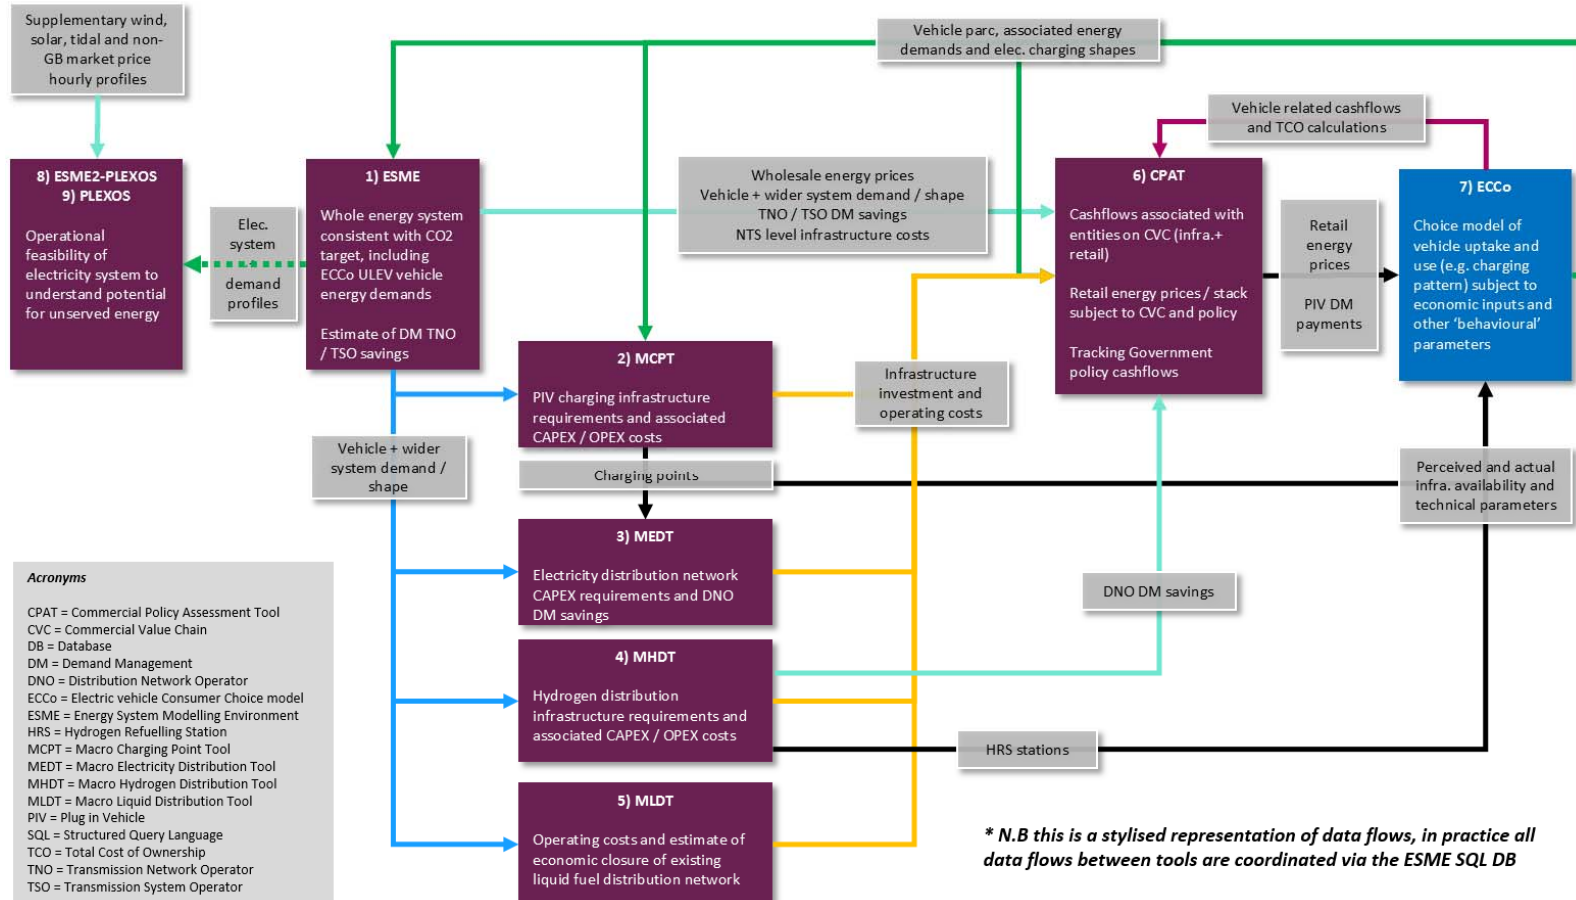 Supplementary wind,
solar, tidal and non-
GB market price
hourly profiles
Vehicle parc, associated energy
demands and elec. charging shapes
Vehicle related cashflows
and TCO calculations
8) ESME2-PLEXOS
9) PLEXOS
Operational
feasibility of
electricity system to
understand potential
for unserved energy
Elec.
system
demand
profiles
1) ESME
Whole energy system
consistent with CO2
target, including
ECCo ULEV vehicle
energy demands
Estimate of DM TNO
/ TSO savings
Wholesale energy prices
Vehicle + wider system demand / shape
TNO / TSO DM savings
NTS level infrastructure costs
6) CPAT
Cashflows associated with
entities on CVC (infra.+
retail)
Retail energy prices / stack
subject to CVC and policy
Tracking Government
policy cashflows
Retail
energy
prices
PIV DM
payments
7) ECCo
Choice model of
vehicle uptake and
use (e.g. charging
pattern) subject to
economic inputs and
other ‘behavioural’
parameters
2) MCPT
PIV charging infrastructure
requirements and associated
CAPEX / OPEX costs
Infrastructure
investment and
operating costs
Vehicle + wider
system demand /
shape
Charging points
Perceived and actual
infra. availability and
technical parameters
3) MEDT
Electricity distribution network
CAPEX requirements and DNO
DM savings
DNO DM savings
4) MHDT
Hydrogen distribution
infrastructure requirements and
associated CAPEX / OPEX costs
HRS stations
5) MLDT
Operating costs and estimate of
economic closure of existing
liquid fuel distribution network
Acronyms
CPAT = Commercial Policy Assessment Tool
CVC = Commercial Value Chain
DB = Database
DM = Demand Management
DNO = Distribution Network Operator
ECCo = Electric vehicle Consumer Choice model
ESME = Energy System Modelling Environment
HRS = Hydrogen Refuelling Station
MCPT = Macro Charging Point Tool
MEDT = Macro Electricity Distribution Tool
MHDT = Macro Hydrogen Distribution Tool
MLDT = Macro Liquid Distribution Tool
PIV = Plug in Vehicle
SQL = Structured Query Language
TCO = Total Cost of Ownership
TNO = Transmission Network Operator
TSO = Transmission System Operator
* N.B this is a stylised representation of data flows, in practice all
data flows between tools are coordinated via the ESME SQL DB